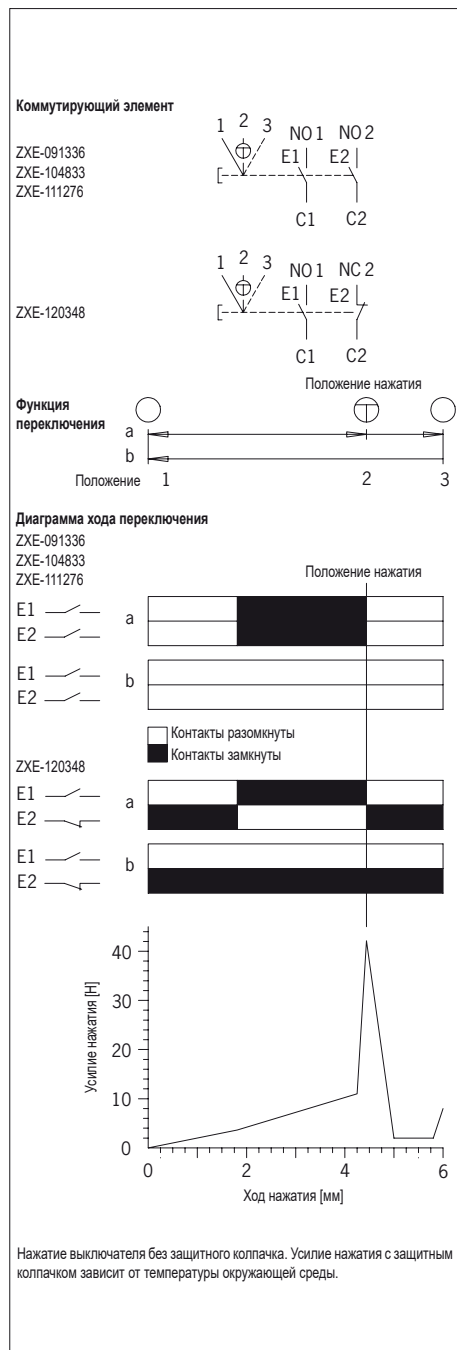 Коммутирующий элемент
ZXE-091336
ZXE-104833
ZXE-111276
1 2 3 NO 1 NO 2
E1 E2
C1 C2
ZXE-120348
1 2 3 NO 1 NC 2
E1 E2
C1 C2
Положение нажатия
Функция
переключения
a
b
Положение 1 2 3
Диаграмма хода переключения
ZXE-091336
ZXE-104833
ZXE-111276
Положение нажатия
E1
E2
a
E1
E2
b
Контакты разомкнуты
Контакты замкнуты
ZXE-120348
E1
E2
a
E1
E2
b
Усилие нажатия [Н]
40
30
20
10
0
0 2 4 6
Ход нажатия [мм]
Нажатие выключателя без защитного колпачка. Усилие нажатия с защитным
колпачком зависит от температуры окружающей среды.